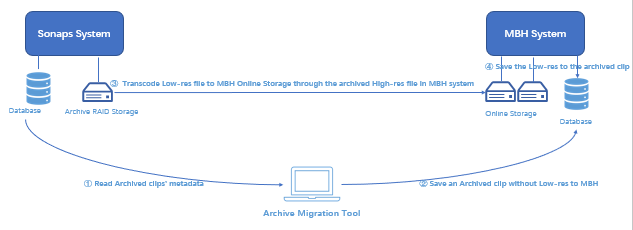 Sonaps System
MBH System
④ Save the Low-res to the archived clip
③ Transcode Low-res file to MBH Online Storage through the archived High-res file in MBH system
Database
Archive RAID Storage
Online Storage
Database
① Read Archived clips' metadata
② Save an Archived clip without Low-res to MBH
Archive Migration Tool